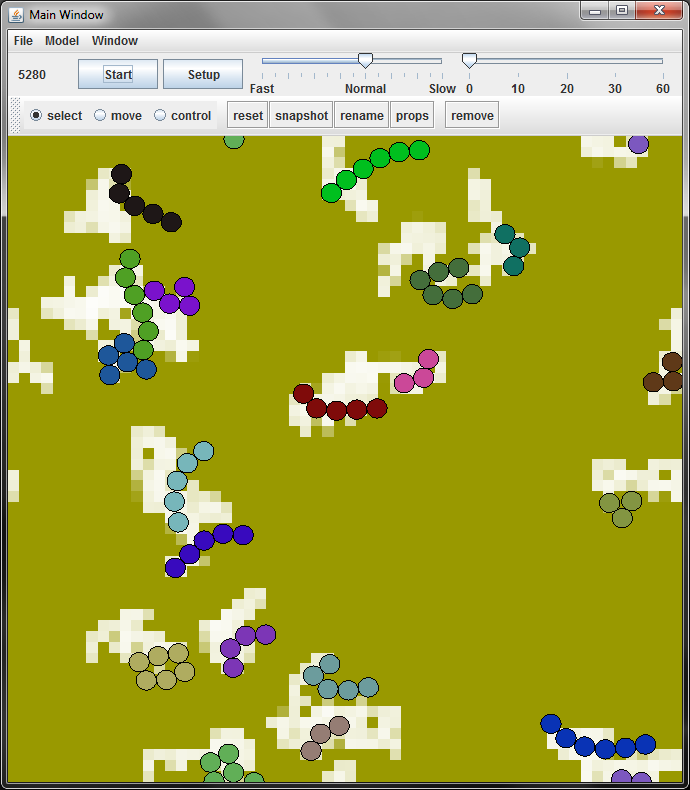 Main Window
File Model Window
5280 Start Setup
Fast Normal Slow 0 10 20 30 60
select move control reset snapshot rename props remove